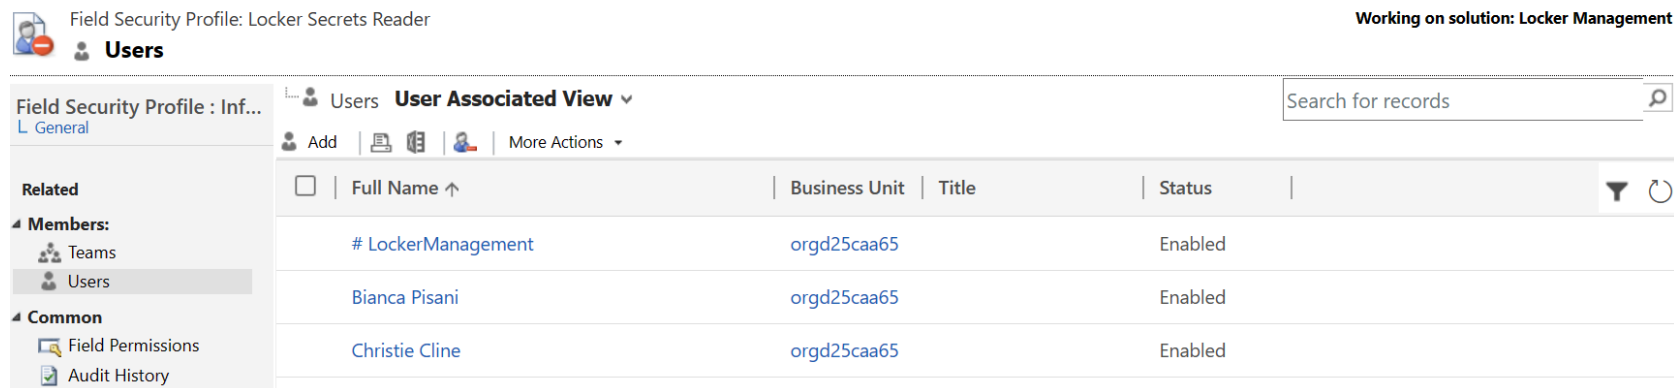 Field Security Profile: Locker Secrets Reader
Users
Working on solution: Locker Management
Field Security Profile : Inf...
General
Related
Members:
Teams
Users
Common
Field Permissions
Audit History
Users User Associated View
Search for records
Add More Actions
Full Name Business Unit Title Status
# LockerManagement orgd25caa65 Enabled
Bianca Pisani orgd25caa65 Enabled
Christie Cline orgd25caa65 Enabled